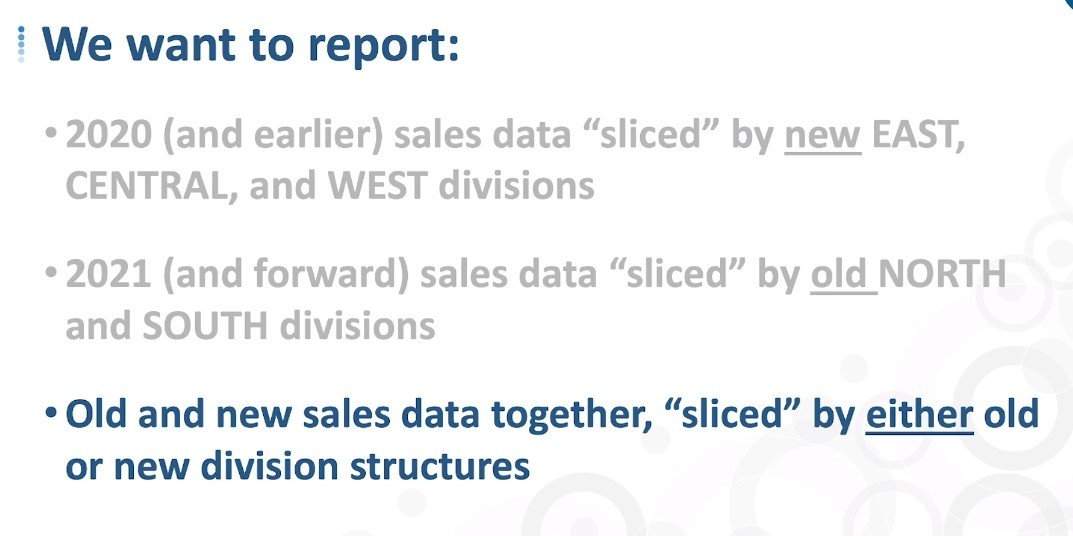 We want to report:
• 2020 (and earlier) sales data “sliced” by new EAST,
CENTRAL, and WEST divisions
• 2021 (and forward) sales data “sliced” by old NORTH
and SOUTH divisions
• Old and new sales data together, “sliced” by either old
or new division structures